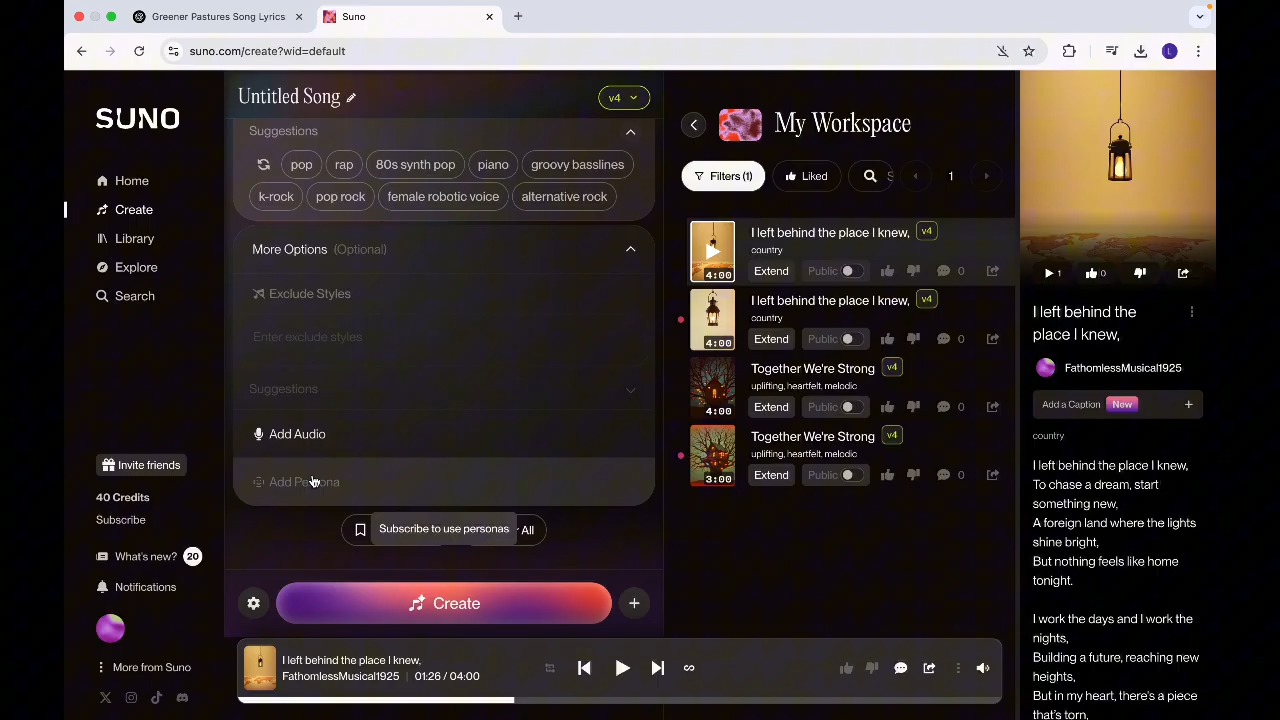 Greener Pastures Song Lyrics
Suno
suno.com/create?wid=default
L
SUNO
Home
Create
Library
Explore
Search
Invite friends
40 Credits
Subscribe
What's new? 20
Notifications
More from Suno
Untitled Song
v4
Suggestions
pop
rap
80s synth pop
piano
groovy basslines
k-rock
pop rock
female robotic voice
alternative rock
More Options (Optional)
Exclude Styles
Enter exclude styles
Suggestions
Add Audio
Add Persona
Subscribe to use personas
All
Create
My Workspace
Filters (1)
Liked
S
1
I left behind the place I knew, v4
country
4:00
Extend
Public
0
I left behind the place I knew, v4
country
4:00
Extend
Public
0
Together We're Strong v4
uplifting, heartfelt, melodic
4:00
Extend
Public
0
Together We're Strong v4
uplifting, heartfelt, melodic
3:00
Extend
Public
0
1
0
I left behind the
place I knew,
FathomlessMusical1925
Add a Caption New
country
I left behind the place I knew,
To chase a dream, start
something new,
A foreign land where the lights
shine bright,
But nothing feels like home
tonight.
I work the days and I work the
nights,
Building a future, reaching new
heights,
But in my heart, there's a piece
that's torn,
I left behind the place I knew,
FathomlessMusical1925 01:26 / 04:00